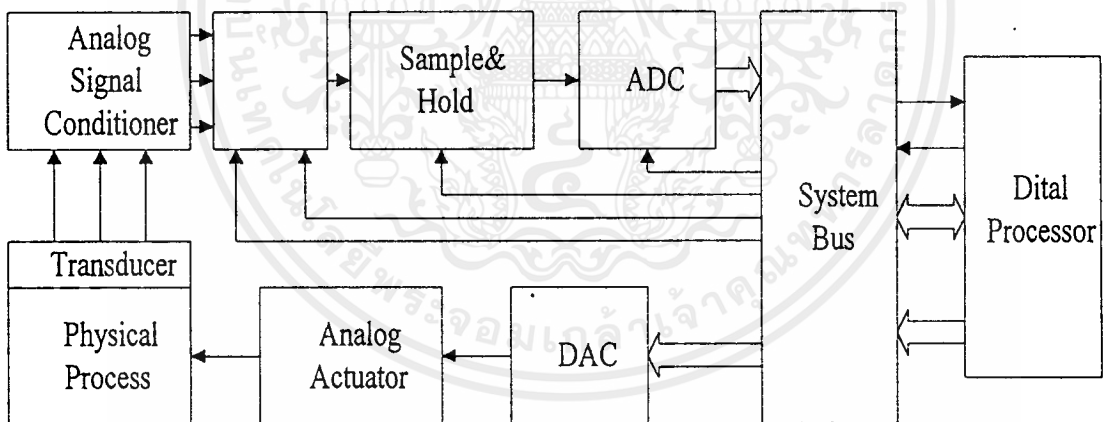 Analog
Signal
Conditioner
Sample&
Hold
ADC
System
Bus
Dital
Processor
Transducer
Physical
Process
Analog
Actuator
DAC